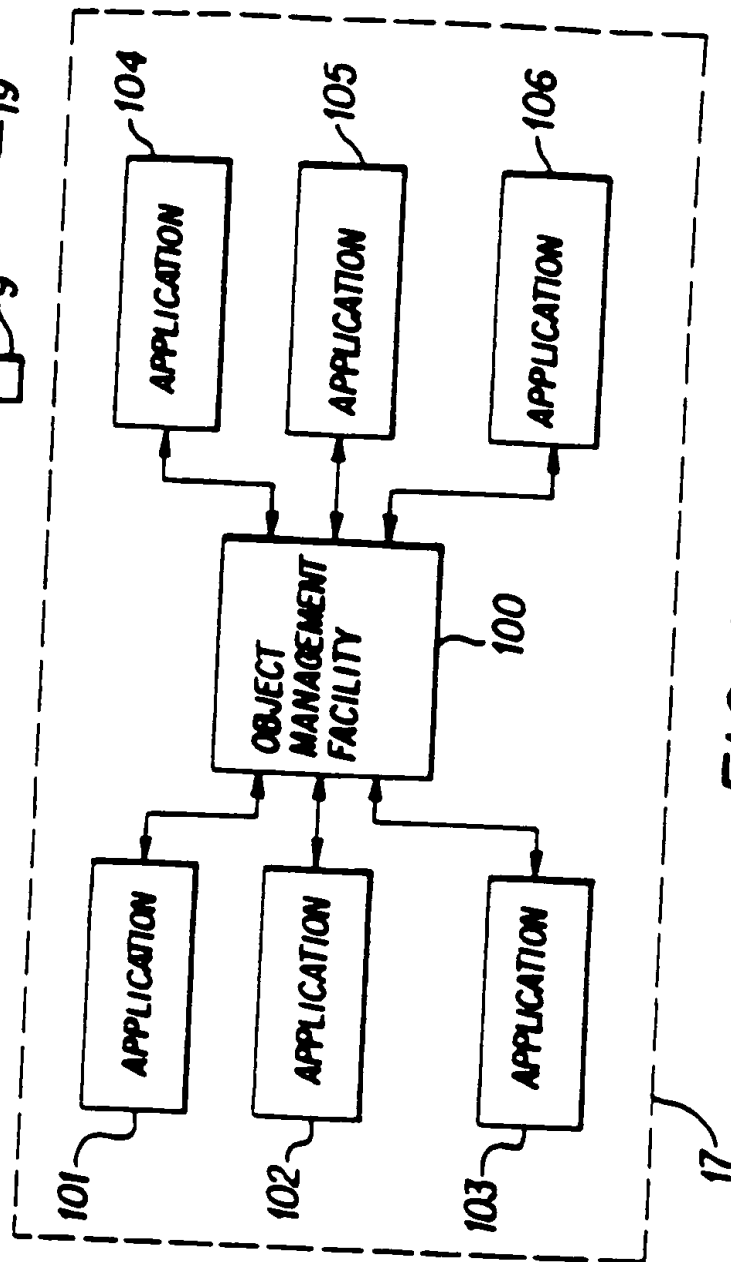 9
19
101
APPLICATION
102
APPLICATION
103
APPLICATION
OBJECT
MANAGEMENT
FACILITY
100
104
APPLICATION
105
APPLICATION
106
APPLICATION
17